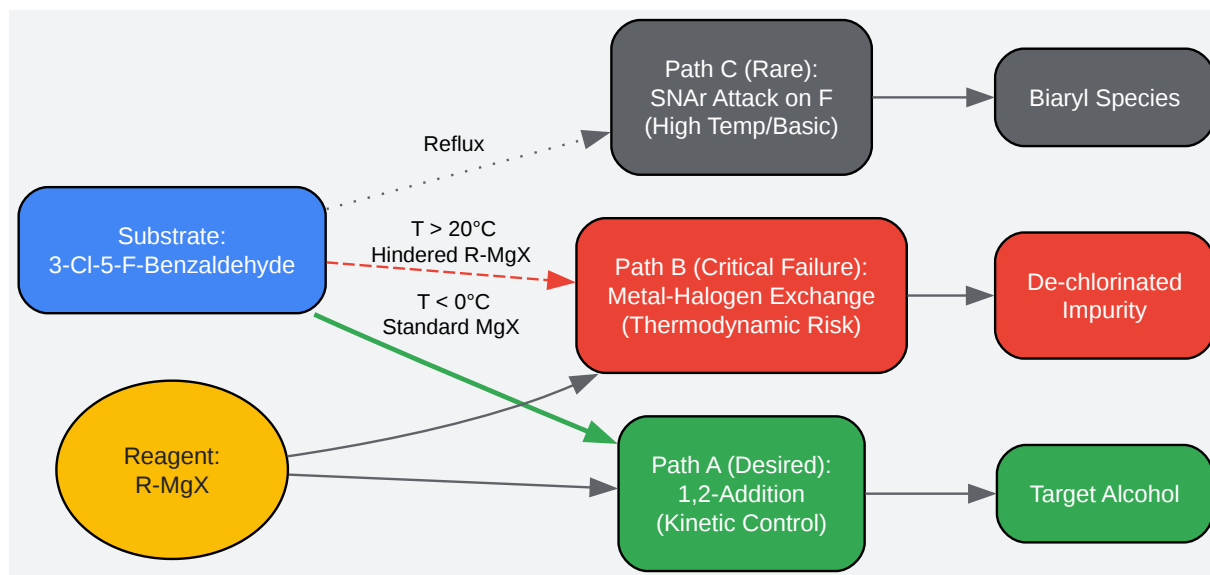 Path C (Rare):
SNAr Attack on F
(High Temp/Basic)
Biaryl Species
Reflux
Substrate:
3-Cl-5-F-Benzaldehyde
T > 20°C
Hindered R-MgX
Path B (Critical Failure):
Metal-Halogen Exchange
(Thermodynamic Risk)
De-chlorinated
Impurity
T < 0°C
Standard MgX
Reagent:
R-MgX
Path A (Desired):
1,2-Addition
(Kinetic Control)
Target Alcohol